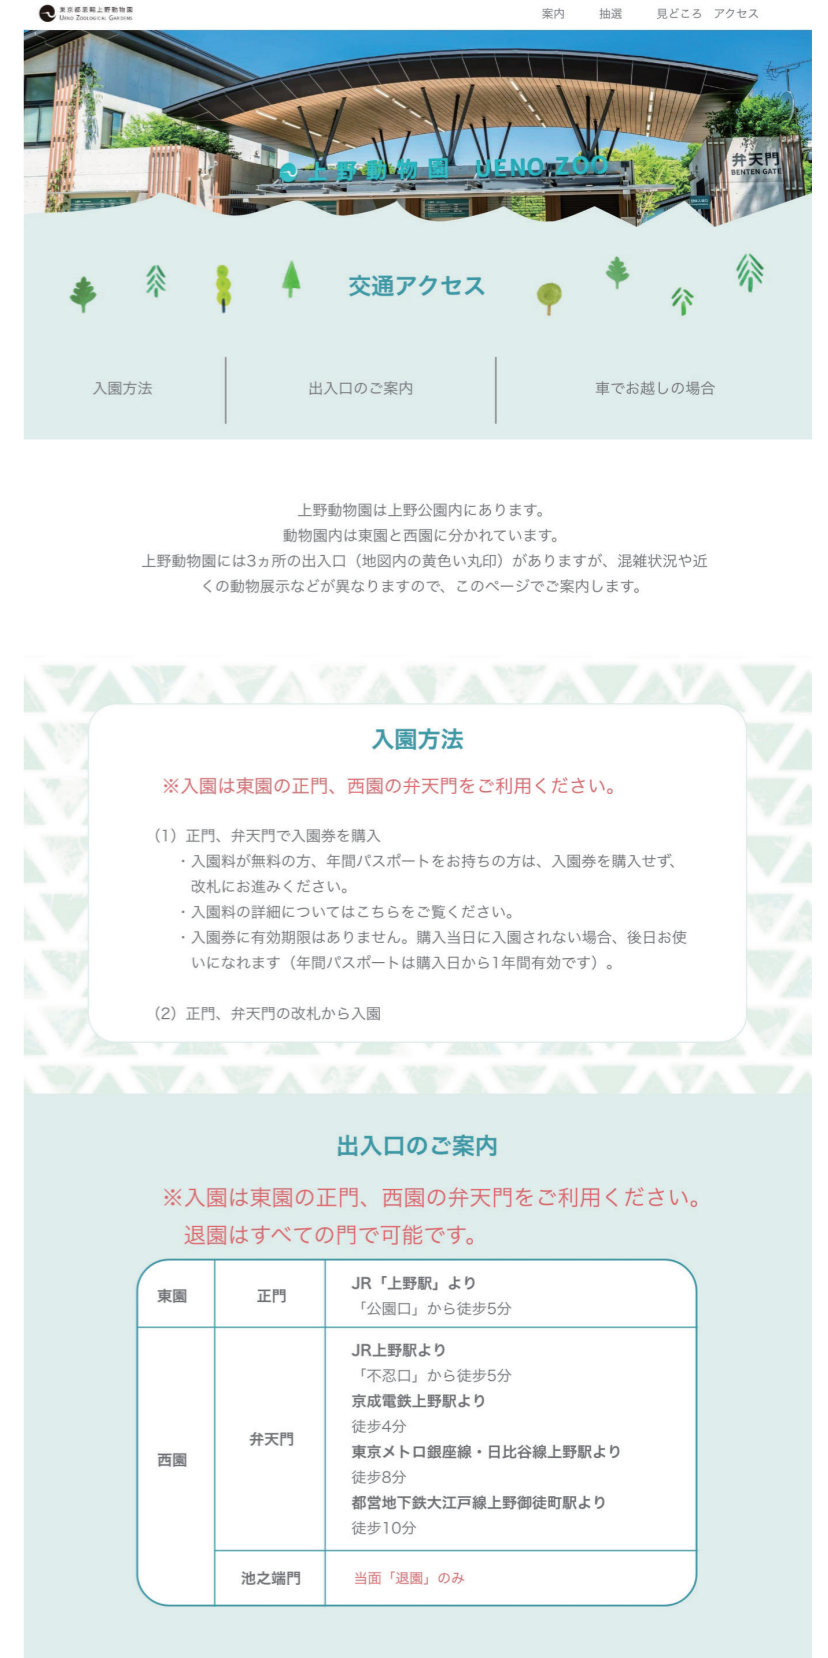 東京都恩賜上野動物園
UENO ZOOLOGICAL GARDENS
案内 抽選 見どころ アクセス
上野動物園 UENO ZOO
弁天門
BENTEN GATE
交通アクセス
入園方法 出入口のご案内 車でお越しの場合
上野動物園は上野公園内にあります。
動物園内は東園と西園に分かれています。
上野動物園には3ヵ所の出入口（地図内の黄色い丸印）がありますが、混雑状況や近
くの動物展示などが異なりますので、このページでご案内します。
入園方法
※入園は東園の正門、西園の弁天門をご利用ください。
（1）正門、弁天門で入園券を購入
・入園料が無料の方、年間パスポートをお持ちの方は、入園券を購入せず、
改札にお進みください。
・入園料の詳細についてはこちらをご覧ください。
・入園券に有効期限はありません。購入当日に入園されない場合、後日お使
いになれます（年間パスポートは購入日から1年間有効です）。
（2）正門、弁天門の改札から入園
出入口のご案内
※入園は東園の正門、西園の弁天門をご利用ください。
退園はすべての門で可能です。
東園 正門
JR「上野駅」より
「公園口」から徒歩5分
西園
弁天門
JR上野駅より
「不忍口」から徒歩5分
京成電鉄上野駅より
徒歩4分
東京メトロ銀座線・日比谷線上野駅より
徒歩8分
都営地下鉄大江戸線上野御徒町駅より
徒歩10分
池之端門 当面「退園」のみ